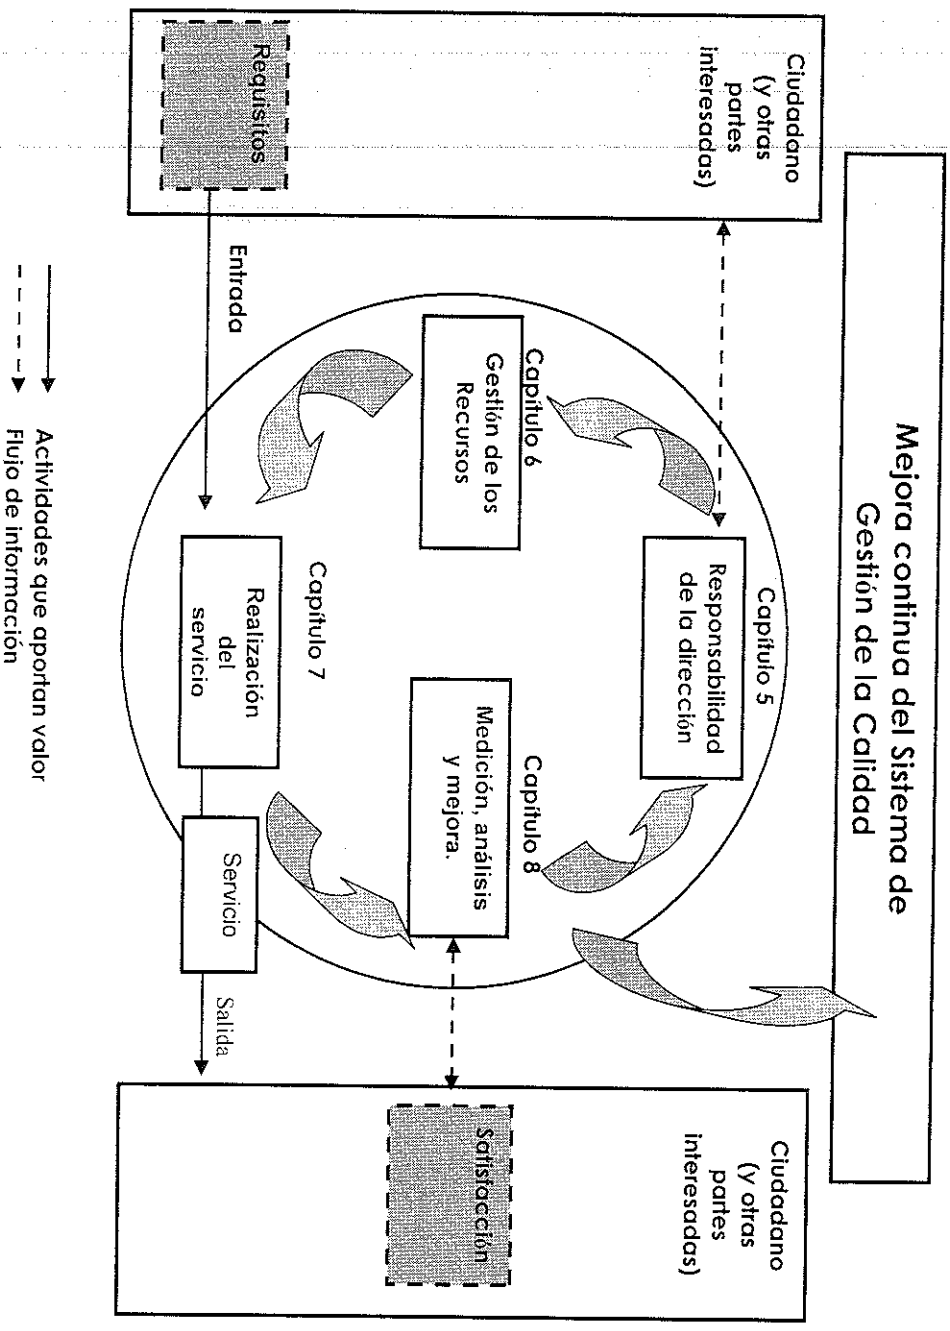 Mejora continua del Sistema de
Gestión de la Calidad
Ciudadano
(y otras
partes
interesadas)
Requisitos
Entrada
Capítulo 5
Responsabilidad
de la dirección
Capítulo 6
Gestión de los
Recursos
Capítulo 8
Medición, análisis
y mejora.
Capítulo 7
Realización
del
servicio
Servicio
Salida
Ciudadano
(y otras
partes
interesadas)
Satisfacción
Actividades que aportan valor
Flujo de información